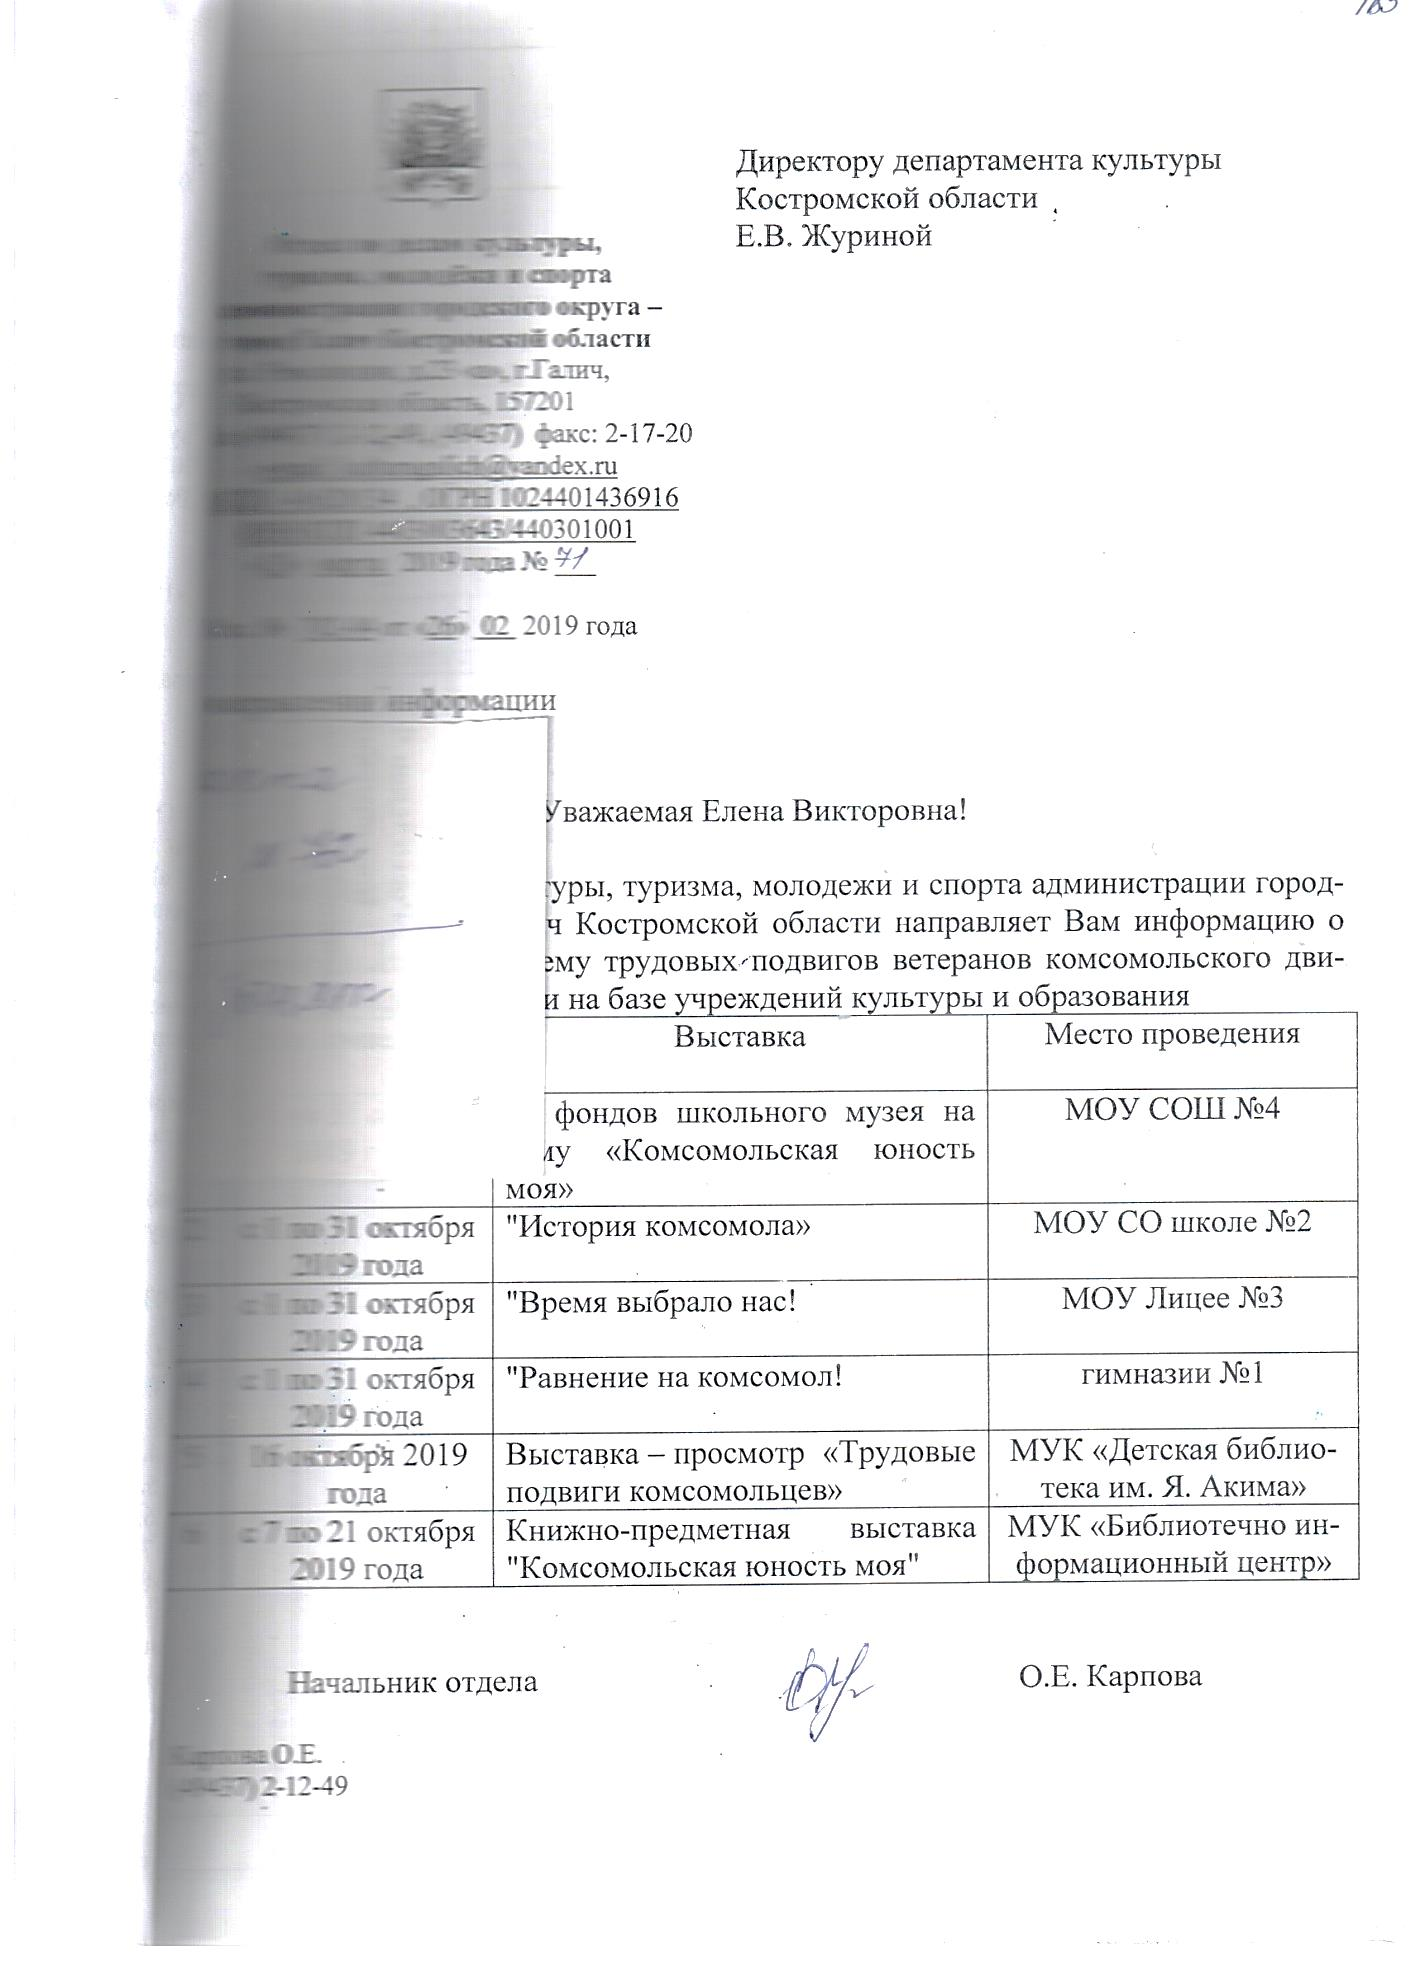 Директору департамента культуры
Костромской области
Е.В. Журиной
культуры,
и спорта
городского округа –
Костромской области
г.Галич,
область, 157201
факс: 2-17-20
ОГРН 1024401436916
/440301001
2019 года № 71
от «26» 02 2019 года
информации
Уважаемая Елена Викторовна!
туры, туризма, молодежи и спорта администрации город-
ч Костромской области направляет Вам информацию о
ему трудовых подвигов ветеранов комсомольского дви-
и на базе учреждений культуры и образования
Выставка Место проведения
фондов школьного музея на МОУ СОШ №4
му «Комсомольская юность
моя»
с 1 по 31 октября "История комсомола» МОУ СО школе №2
2019 года
с 1 по 31 октября "Время выбрало нас! МОУ Лицее №3
2019 года
с 1 по 31 октября "Равнение на комсомол! гимназии №1
2019 года
16 октября 2019 Выставка – просмотр «Трудовые МУК «Детская библио-
года подвиги комсомольцев» тека им. Я. Акима»
с 7 по 21 октября Книжно-предметная выставка МУК «Библиотечно ин-
2019 года "Комсомольская юность моя" формационный центр»
Начальник отдела О.Е. Карпова
Карпова О.Е.
(49437) 2-12-49